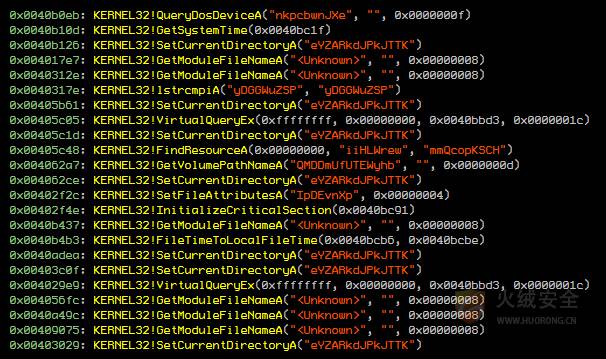 0x0040b0eb: KERNEL32!QueryDosDeviceA("nkpcbwnJXe", "", 0x0000000f)
0x0040b10d: KERNEL32!GetSystemTime(0x0040bc1f)
0x0040b126: KERNEL32!SetCurrentDirectoryA("eYZARkdJPkJTTK")
0x004017e7: KERNEL32!GetModuleFileNameA("<Unknown>", "", 0x00000008)
0x0040312e: KERNEL32!GetModuleFileNameA("<Unknown>", "", 0x00000008)
0x0040317e: KERNEL32!lstrcmpiA("yDGGWuZSP", "yDGGWuZSP")
0x00405b61: KERNEL32!SetCurrentDirectoryA("eYZARkdJPkJTTK")
0x00405c05: KERNEL32!VirtualQueryEx(0xffffffff, 0x00000000, 0x0040bbd3, 0x0000001c)
0x00405c1d: KERNEL32!SetCurrentDirectoryA("eYZARkdJPkJTTK")
0x00405c48: KERNEL32!FindResourceA(0x00000000, "iiHLWrew", "mmQcopKSCH")
0x004062a7: KERNEL32!GetVolumePathNameA("QMDDmUfUTEWyhb", "", 0x0000000d)
0x004062ce: KERNEL32!SetCurrentDirectoryA("eYZARkdJPkJTTK")
0x00402f2c: KERNEL32!SetFileAttributesA("IpDEvnXp", 0x00000004)
0x00402f4e: KERNEL32!InitializeCriticalSection(0x0040bc91)
0x0040b437: KERNEL32!GetModuleFileNameA("<Unknown>", "", 0x00000008)
0x0040b4b3: KERNEL32!FileTimeToLocalFileTime(0x0040bcb6, 0x0040bcbe)
0x0040adea: KERNEL32!SetCurrentDirectoryA("eYZARkdJPkJTTK")
0x00403c0f: KERNEL32!SetCurrentDirectoryA("eYZARkdJPkJTTK")
0x004029e9: KERNEL32!VirtualQueryEx(0xffffffff, 0x00000000, 0x0040bbd3, 0x0000001c)
0x004056fc: KERNEL32!GetModuleFileNameA("<Unknown>", "", 0x00000008)
0x0040a49c: KERNEL32!GetModuleFileNameA("<Unknown>", "", 0x00000008)
0x00409075: KERNEL32!GetModuleFileNameA("<Unknown>", "", 0x00000008)
0x00403029: KERNEL32!SetCurrentDirectoryA("eYZARkdJPkJTTK")
火绒安全
WWW.HUORONG.CN